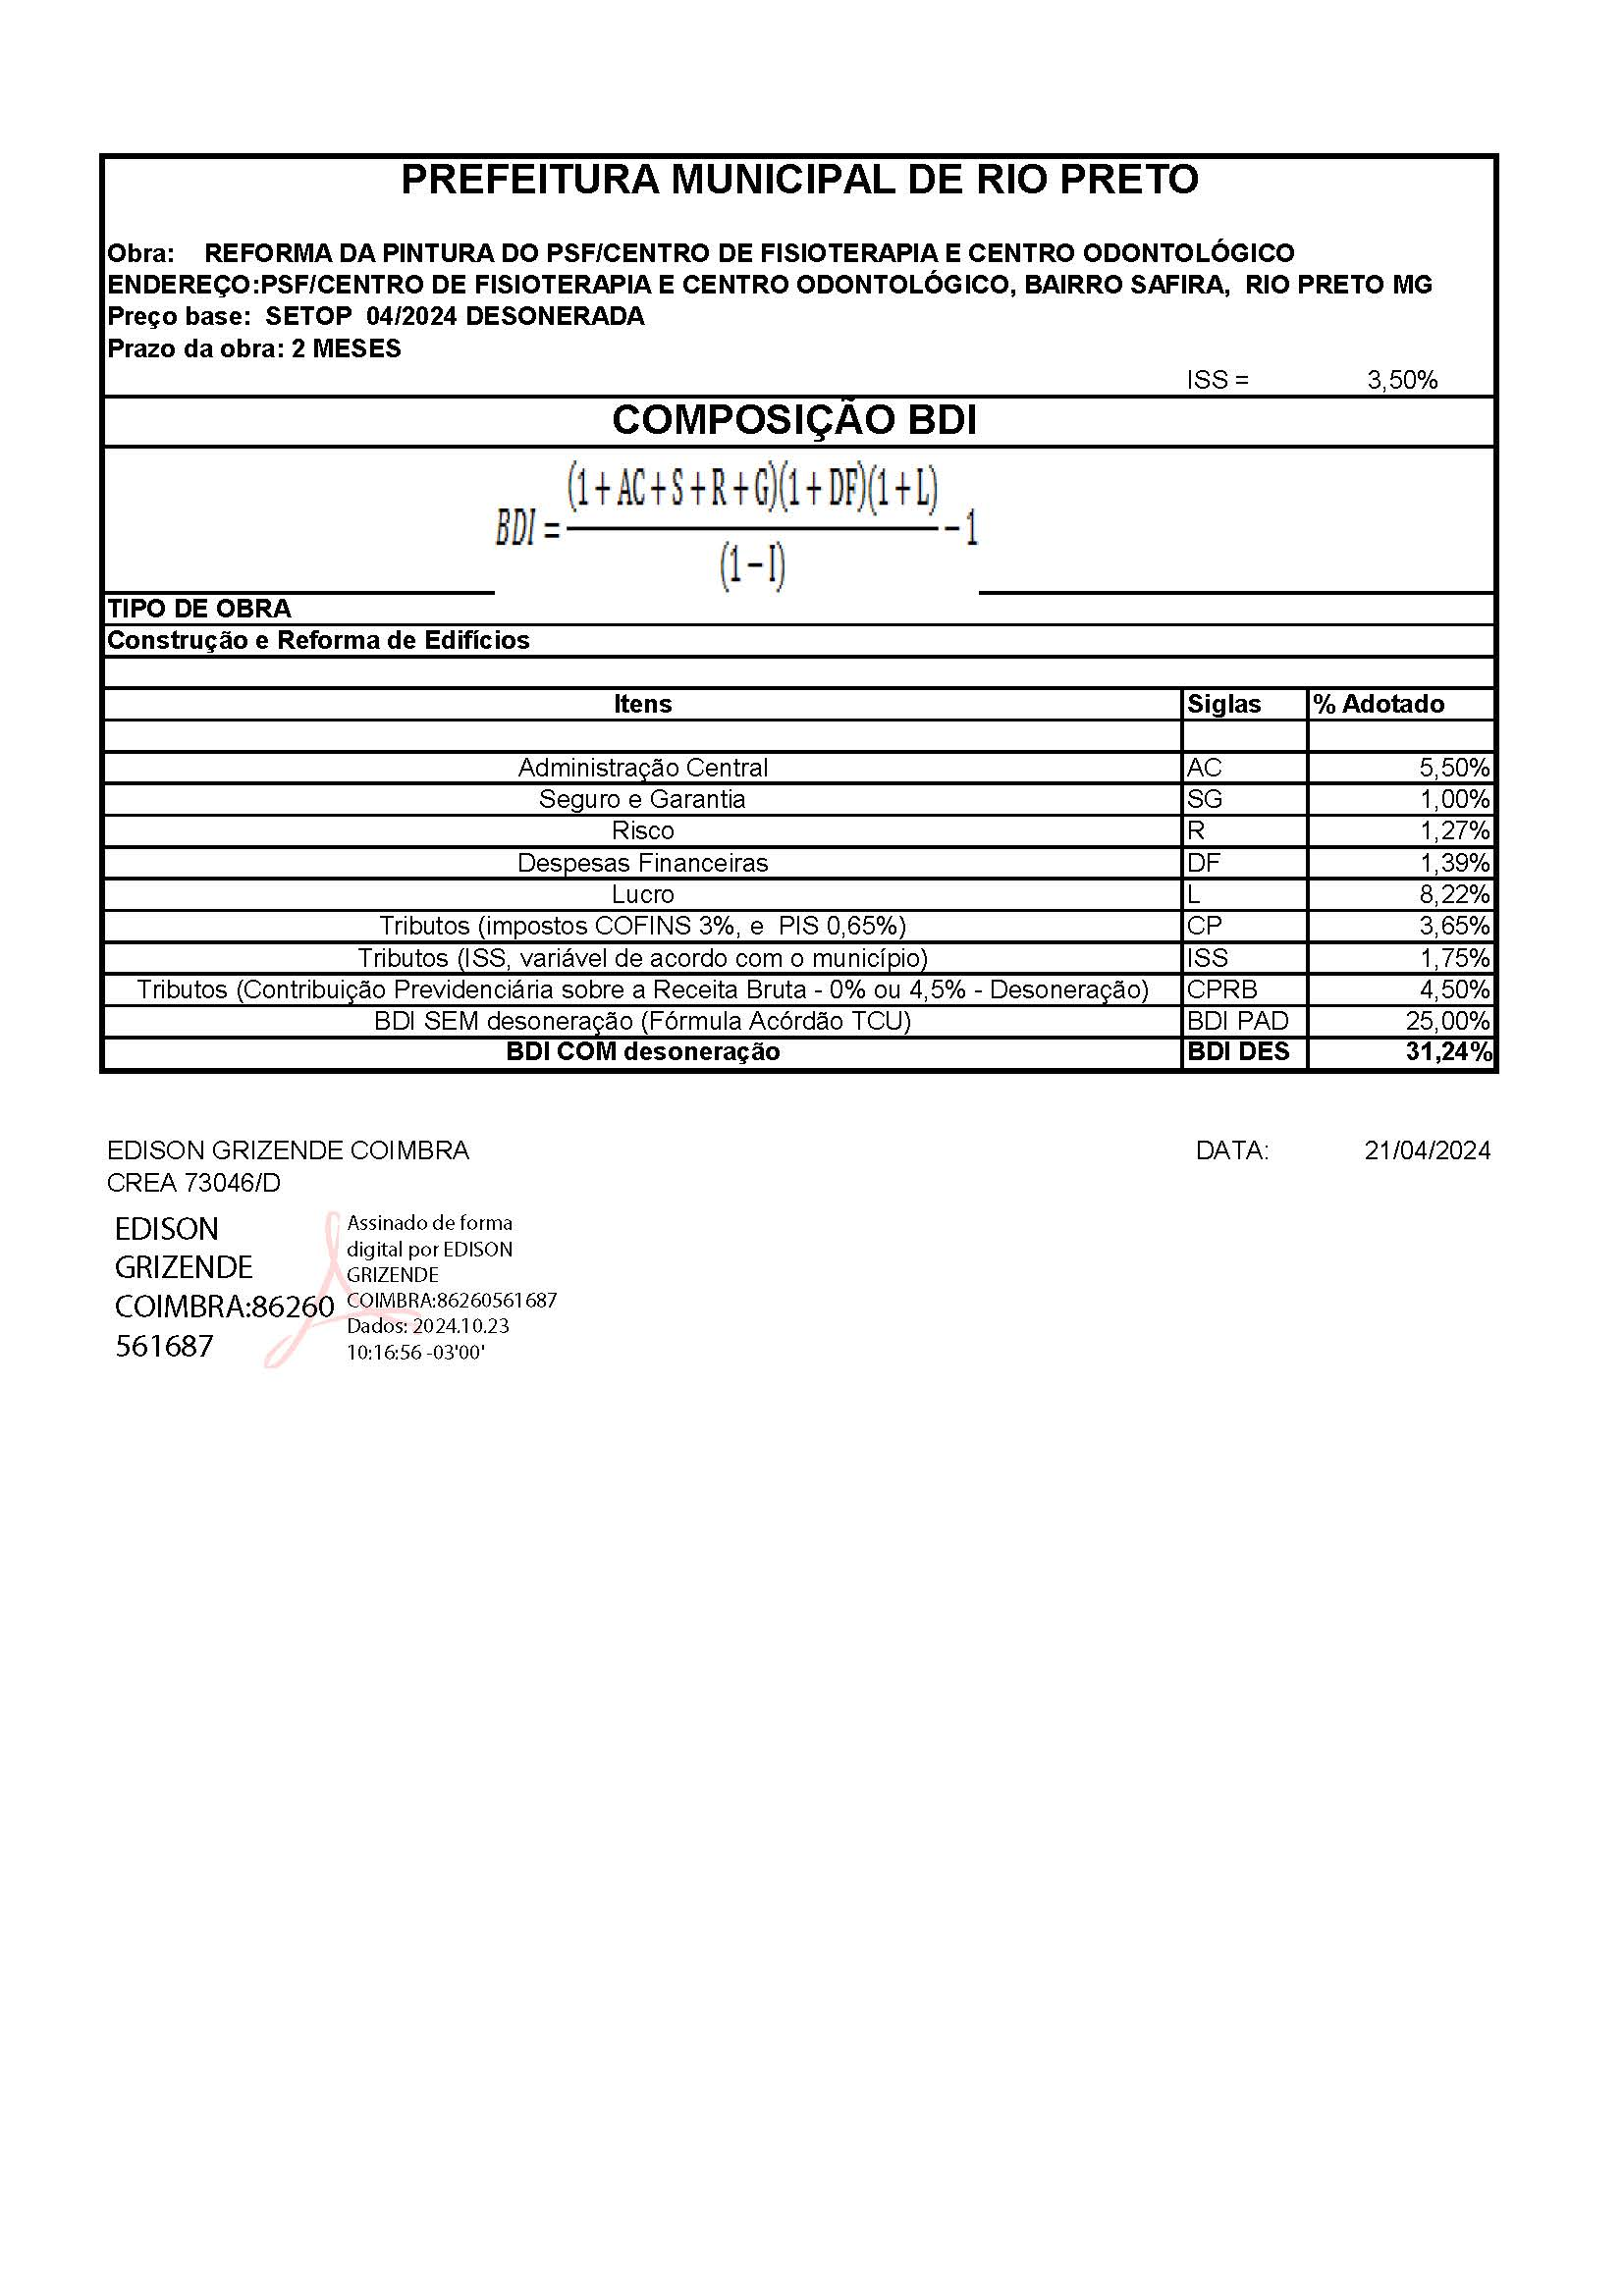 PREFEITURA MUNICIPAL DE RIO PRETO
Obra: REFORMA DA PINTURA DO PSF/CENTRO DE FISIOTERAPIA E CENTRO ODONTOLÓGICO
ENDEREÇO:PSF/CENTRO DE FISIOTERAPIA E CENTRO ODONTOLÓGICO, BAIRRO SAFIRA, RIO PRETO MG
Preço base: SETOP 04/2024 DESONERADA
Prazo da obra: 2 MESES
ISS = 3,50%
COMPOSIÇÃO BDI
(1+AC+S+R+G)(1+DF)(1+L)
BDI = −1
(1−I)
TIPO DE OBRA
Construção e Reforma de Edifícios
Itens Siglas % Adotado
Administração Central AC 5,50%
Seguro e Garantia SG 1,00%
Risco R 1,27%
Despesas Financeiras DF 1,39%
Lucro L 8,22%
Tributos (impostos COFINS 3%, e PIS 0,65%) CP 3,65%
Tributos (ISS, variável de acordo com o município) ISS 1,75%
Tributos (Contribuição Previdenciária sobre a Receita Bruta - 0% ou 4,5% - Desoneração) CPRB 4,50%
BDI SEM desoneração (Fórmula Acórdão TCU) BDI PAD 25,00%
BDI COM desoneração BDI DES 31,24%
EDISON GRIZENDE COIMBRA DATA: 21/04/2024
CREA 73046/D
EDISON
GRIZENDE
COIMBRA:86260
561687
Assinado de forma
digital por EDISON
GRIZENDE
COIMBRA:86260561687
Dados: 2024.10.23
10:16:56 -03'00'